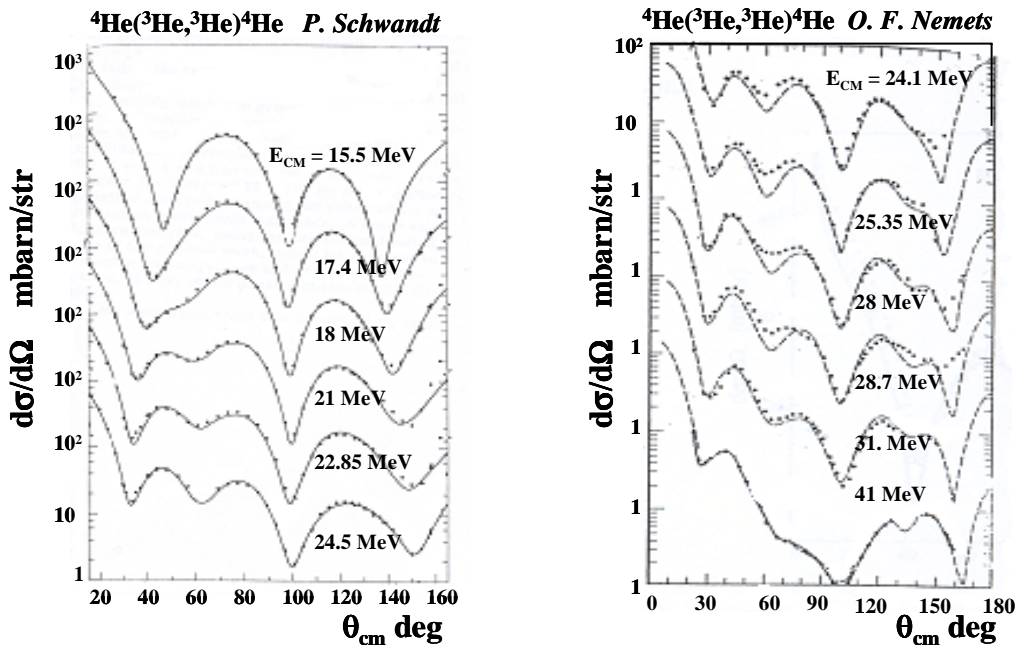 ⁴He(³He,³He)⁴He P. Schwandt
10³
10²
10²
10²
10²
10²
10²
10
1
dσ/dΩ mbarn/str
E_CM = 15.5 MeV
17.4 MeV
18 MeV
21 MeV
22.85 MeV
24.5 MeV
20 40 60 80 100 120 140 160
θ_cm deg
⁴He(³He,³He)⁴He O. F. Nemets
10²
10
1
1
1
1
1
1
dσ/dΩ mbarn/str
E_CM = 24.1 MeV
25.35 MeV
28 MeV
28.7 MeV
31. MeV
41 MeV
0 30 60 90 120 150 180
θ_cm deg